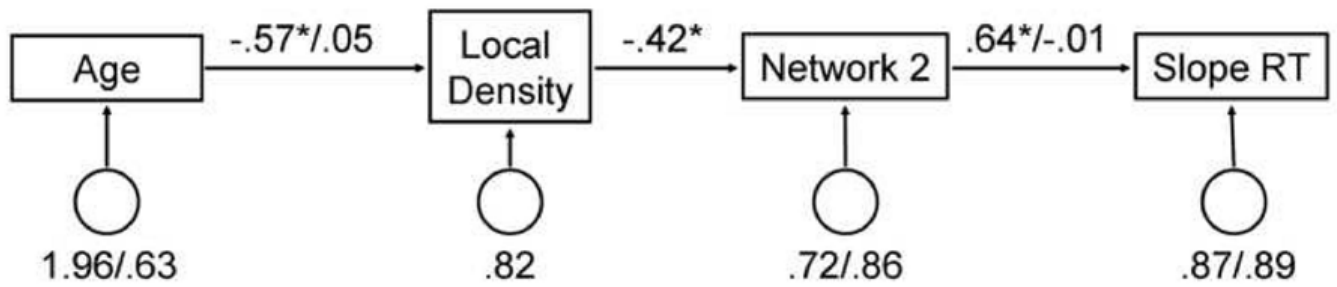 -.57*/.05
-.42*
.64*/-.01
Age
Local
Density
Network 2
Slope RT
1.96/.63
.82
.72/.86
.87/.89